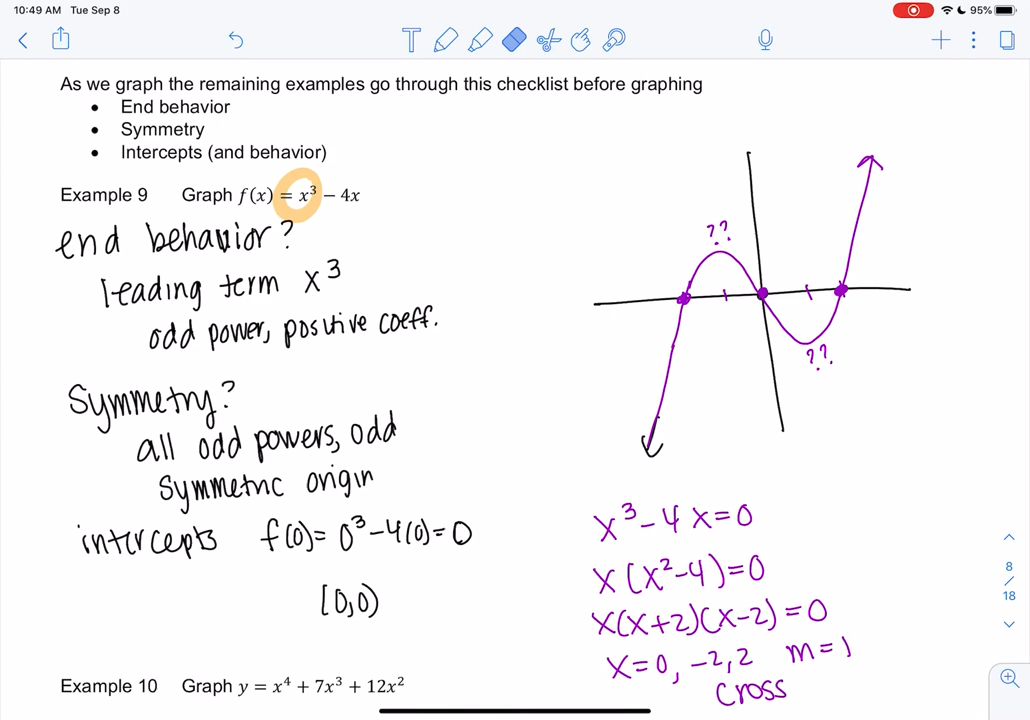 10:49 AM Tue Sep 8
95%
T
As we graph the remaining examples go through this checklist before graphing
• End behavior
• Symmetry
• Intercepts (and behavior)
Example 9 Graph f(x) = x³ − 4x
end behavior?
leading term x³
odd power, positive coeff.
Symmetry?
all odd powers, odd
Symmetric origin
intercepts f(0)= 0³−4(0)=0
(0,0)
??
??
x³−4x=0
x(x²−4)=0
x(x+2)(x−2)=0
x=0, −2,2 m=1
cross
8
/
18
Example 10 Graph y = x⁴ + 7x³ + 12x²